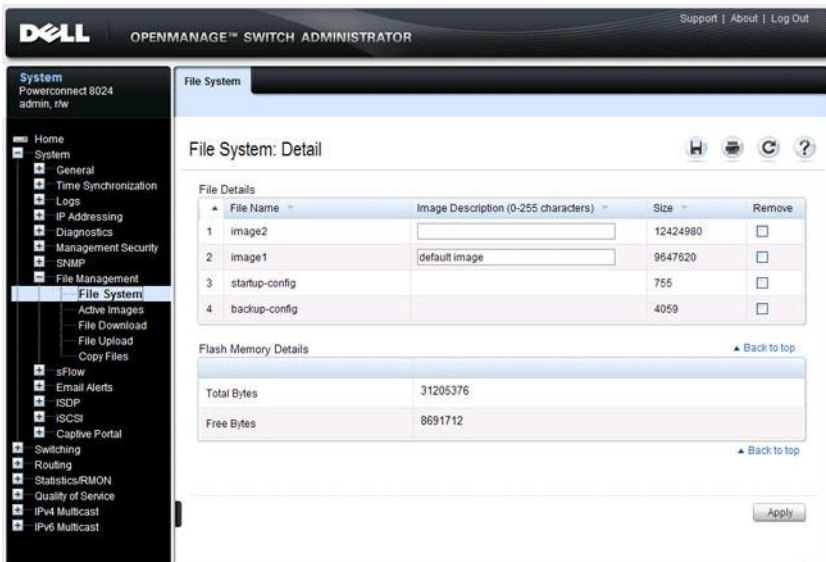 Support | About | Log Out
DELL
OPENMANAGE™ SWITCH ADMINISTRATOR
System
Powerconnect 8024
admin, r/w
File System
Home
System
General
Time Synchronization
Logs
IP Addressing
Diagnostics
Management Security
SNMP
File Management
File System
Active Images
File Download
File Upload
Copy Files
sFlow
Email Alerts
ISDP
iSCSI
Captive Portal
Switching
Routing
Statistics/RMON
Quality of Service
IPv4 Multicast
IPv6 Multicast
File System: Detail
File Details
File Name Image Description (0-255 characters) Size Remove
1 image2 12424980
2 image1 default image 9647620
3 startup-config 755
4 backup-config 4059
Flash Memory Details
Back to top
Total Bytes 31205376
Free Bytes 8691712
Back to top
Apply